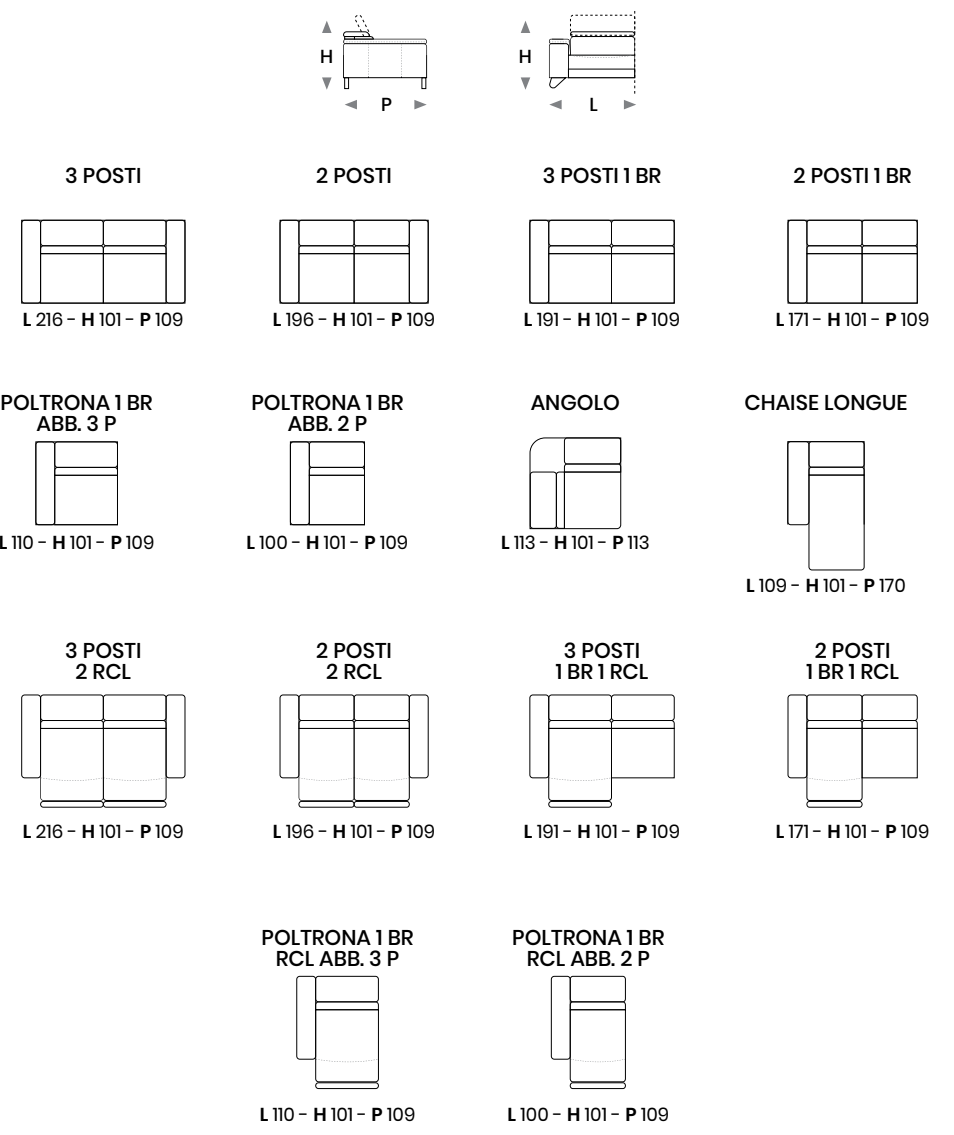 H
P
H
L
3 POSTI
2 POSTI
3 POSTI 1 BR
2 POSTI 1 BR
L 216 - H 101 - P 109
L 196 - H 101 - P 109
L 191 - H 101 - P 109
L 171 - H 101 - P 109
POLTRONA 1 BR
ABB. 3 P
POLTRONA 1 BR
ABB. 2 P
ANGOLO
CHAISE LONGUE
L 110 - H 101 - P 109
L 100 - H 101 - P 109
L 113 - H 101 - P 113
L 109 - H 101 - P 170
3 POSTI
2 RCL
2 POSTI
2 RCL
3 POSTI
1 BR 1 RCL
2 POSTI
1 BR 1 RCL
L 216 - H 101 - P 109
L 196 - H 101 - P 109
L 191 - H 101 - P 109
L 171 - H 101 - P 109
POLTRONA 1 BR
RCL ABB. 3 P
POLTRONA 1 BR
RCL ABB. 2 P
L 110 - H 101 - P 109
L 100 - H 101 - P 109